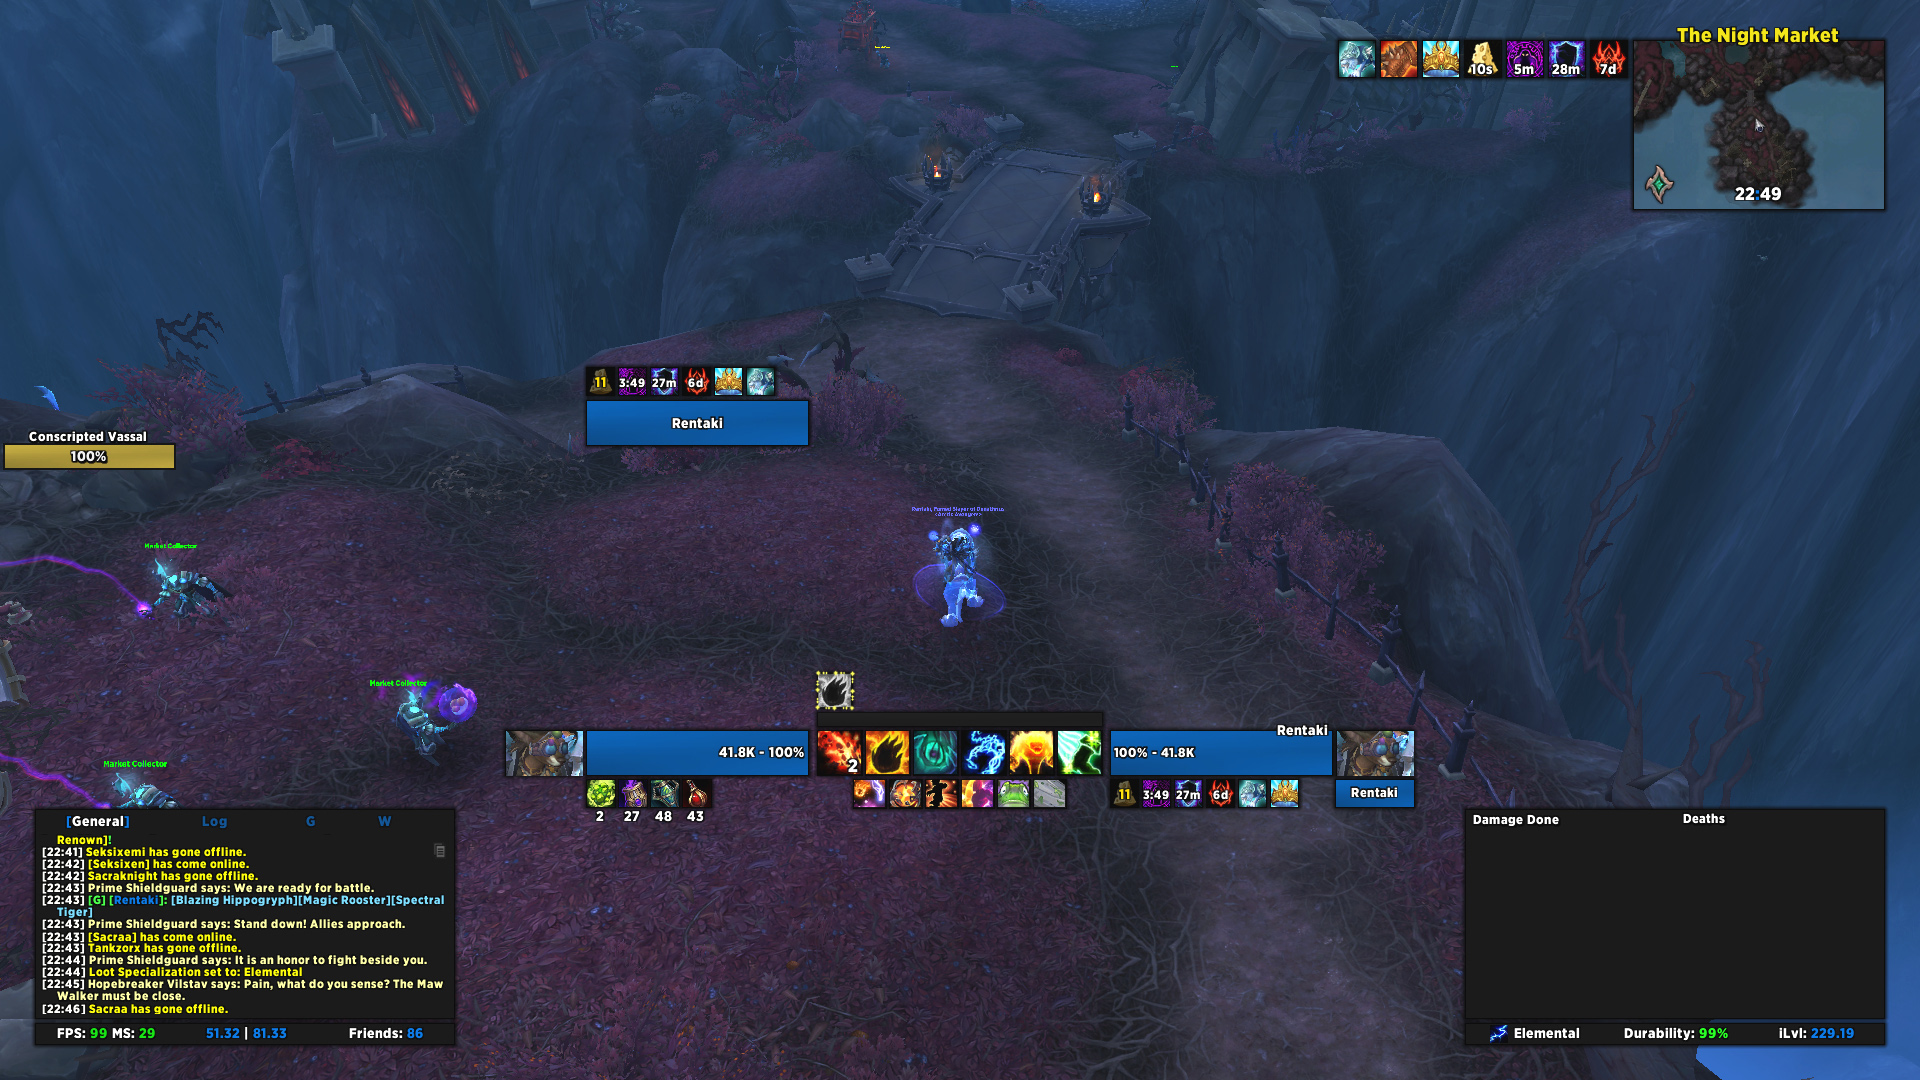 The Night Market
10s
5m
28m
7d
22:49
11
3:49
27m
6d
Rentaki
Conscripted Vassal
100%
Rentaki, Famed Slayer of Denathrius
Market Collector
Market Collector
Market Collector
Rentaki
41.8K - 100%
2
100% - 41.8K
2
27
48
43
11
3:49
27m
6d
Rentaki
[General]
Log
G
W
Renown]!
[22:41] Seksixemi has gone offline.
[22:42] [Seksixen] has come online.
[22:42] Sacraknight has gone offline.
[22:43] Prime Shieldguard says: We are ready for battle.
[22:43] [G] [Rentaki]: [Blazing Hippogryph][Magic Rooster][Spectral
Tiger]
[22:43] Prime Shieldguard says: Stand down! Allies approach.
[22:43] [Sacraa] has come online.
[22:43] Tankzorx has gone offline.
[22:44] Prime Shieldguard says: It is an honor to fight beside you.
[22:44] Loot Specialization set to: Elemental
[22:45] Hopebreaker Vilstav says: Pain, what do you sense? The Maw
Walker must be close.
[22:46] Sacraa has gone offline.
FPS: 99 MS: 29
51.32 | 81.33
Friends: 86
Damage Done
Deaths
Elemental
Durability: 99%
iLvl: 229.19